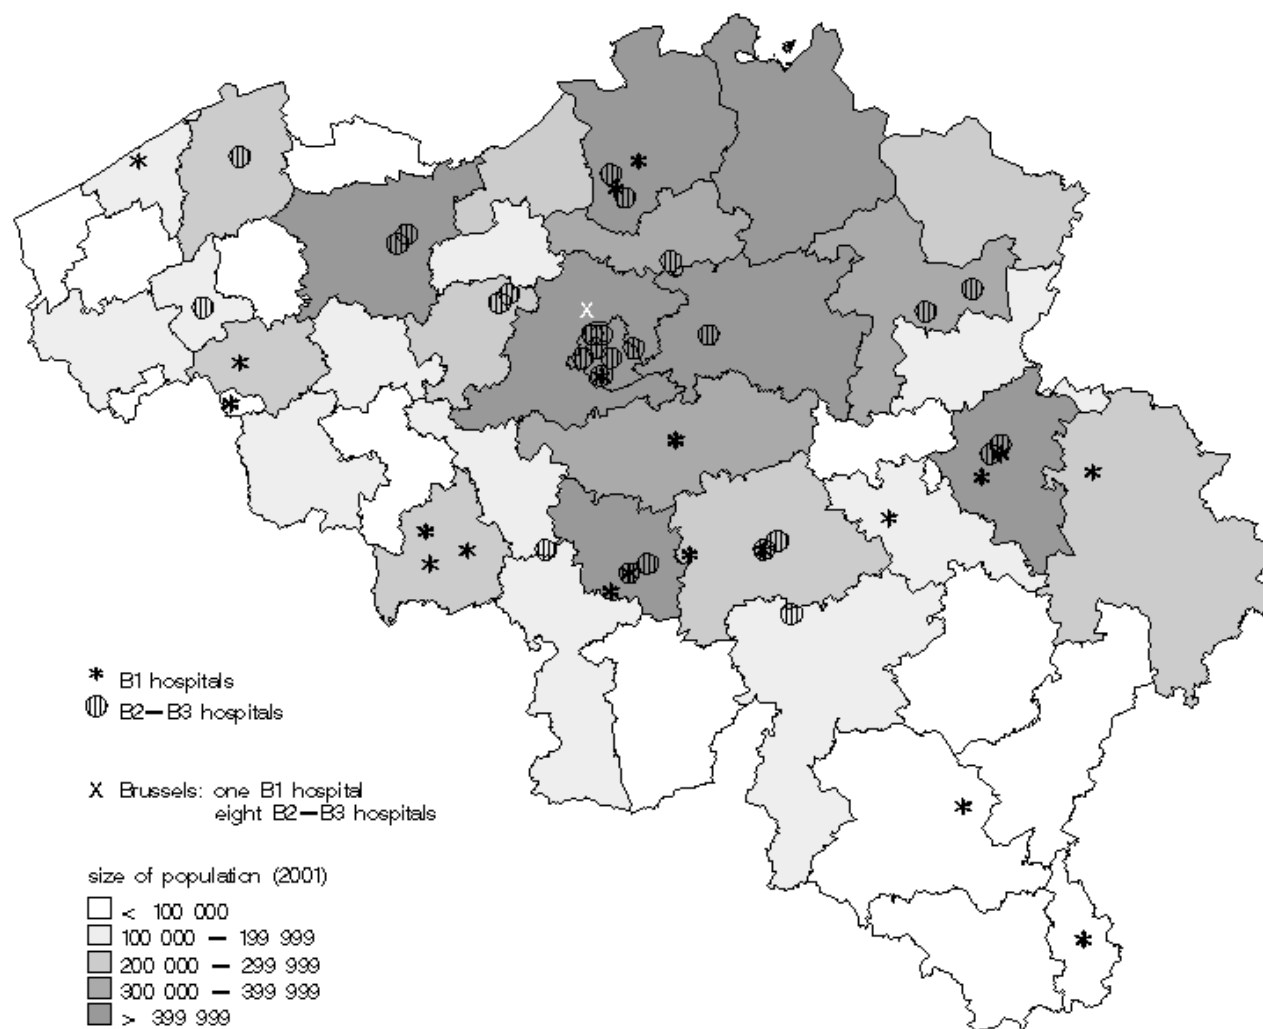 X
* B1 hospitals
B2–B3 hospitals
X Brussels: one B1 hospital
eight B2–B3 hospitals
size of population (2001)
< 100 000
100 000 – 199 999
200 000 – 299 999
300 000 – 399 999
> 399 999